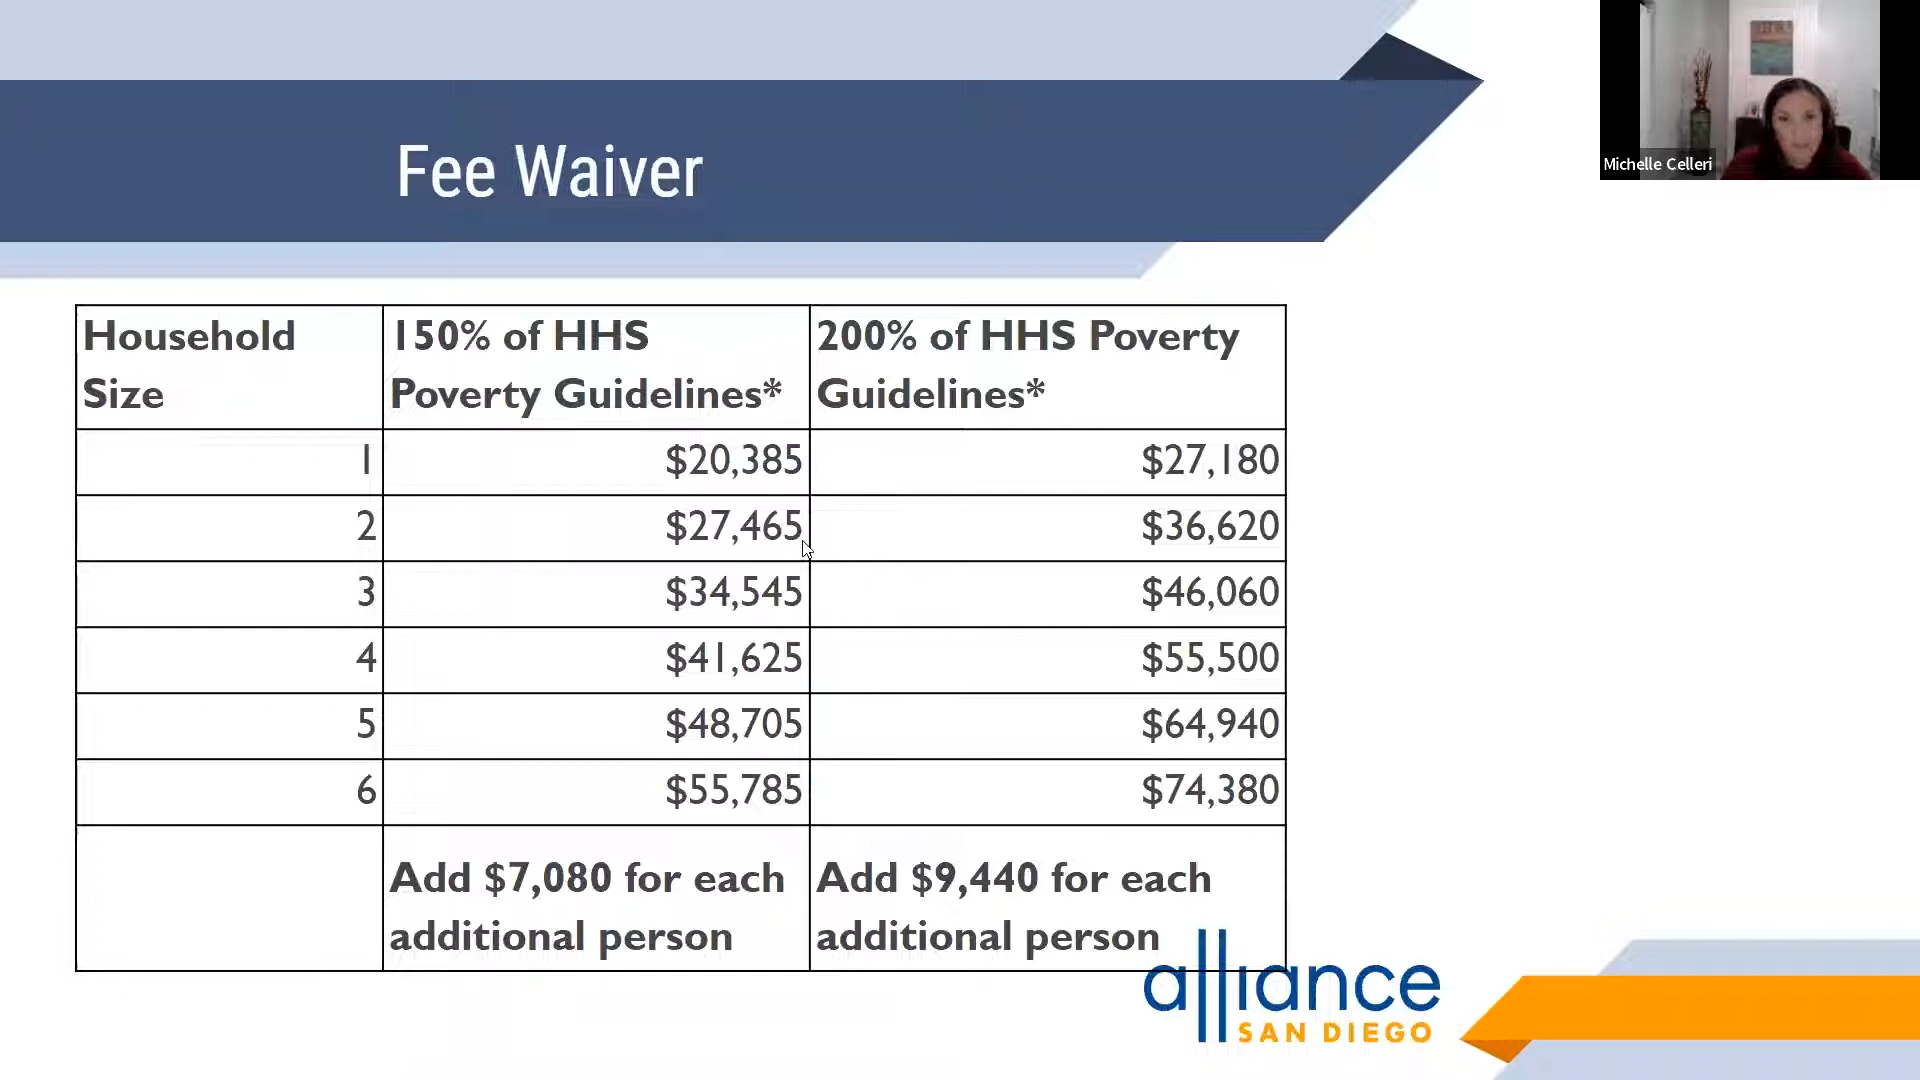 Fee Waiver
Michelle Celleri
Household Size
150% of HHS Poverty Guidelines*
200% of HHS Poverty Guidelines*
1 $20,385 $27,180
2 $27,465 $36,620
3 $34,545 $46,060
4 $41,625 $55,500
5 $48,705 $64,940
6 $55,785 $74,380
Add $7,080 for each additional person
Add $9,440 for each additional person
alliance
SAN DIEGO